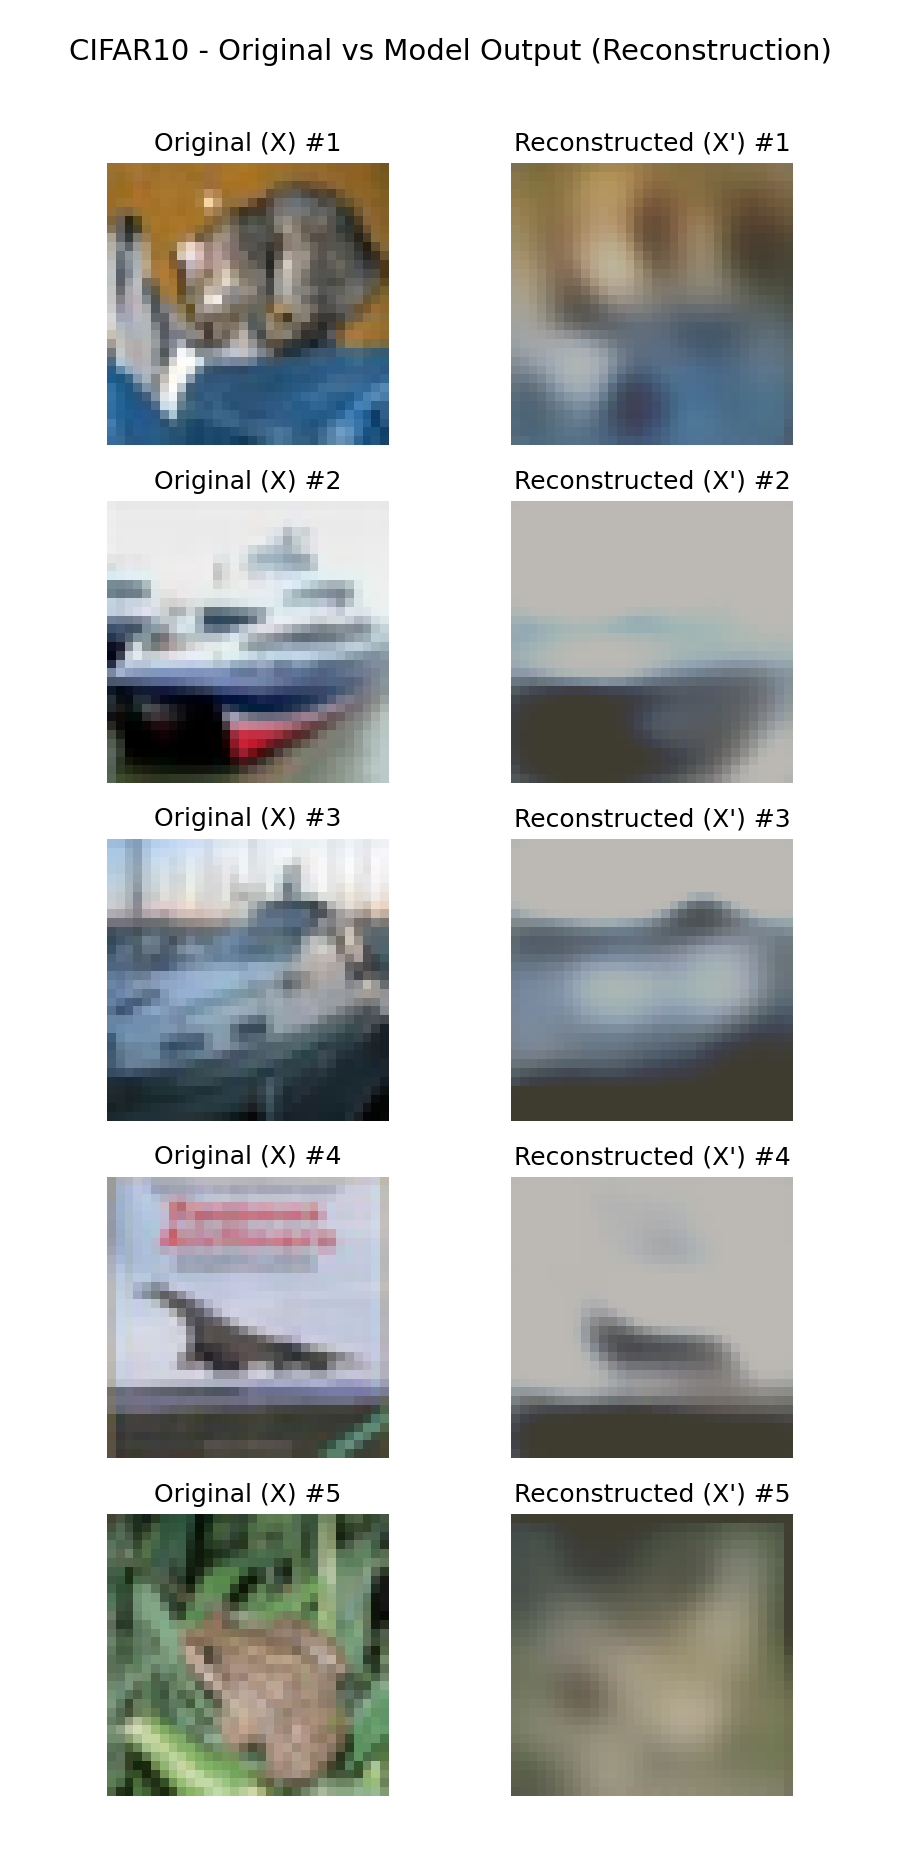 CIFAR10 - Original vs Model Output (Reconstruction)
Original (X) #1
Reconstructed (X') #1
Original (X) #2
Reconstructed (X') #2
Original (X) #3
Reconstructed (X') #3
Original (X) #4
Reconstructed (X') #4
Original (X) #5
Reconstructed (X') #5